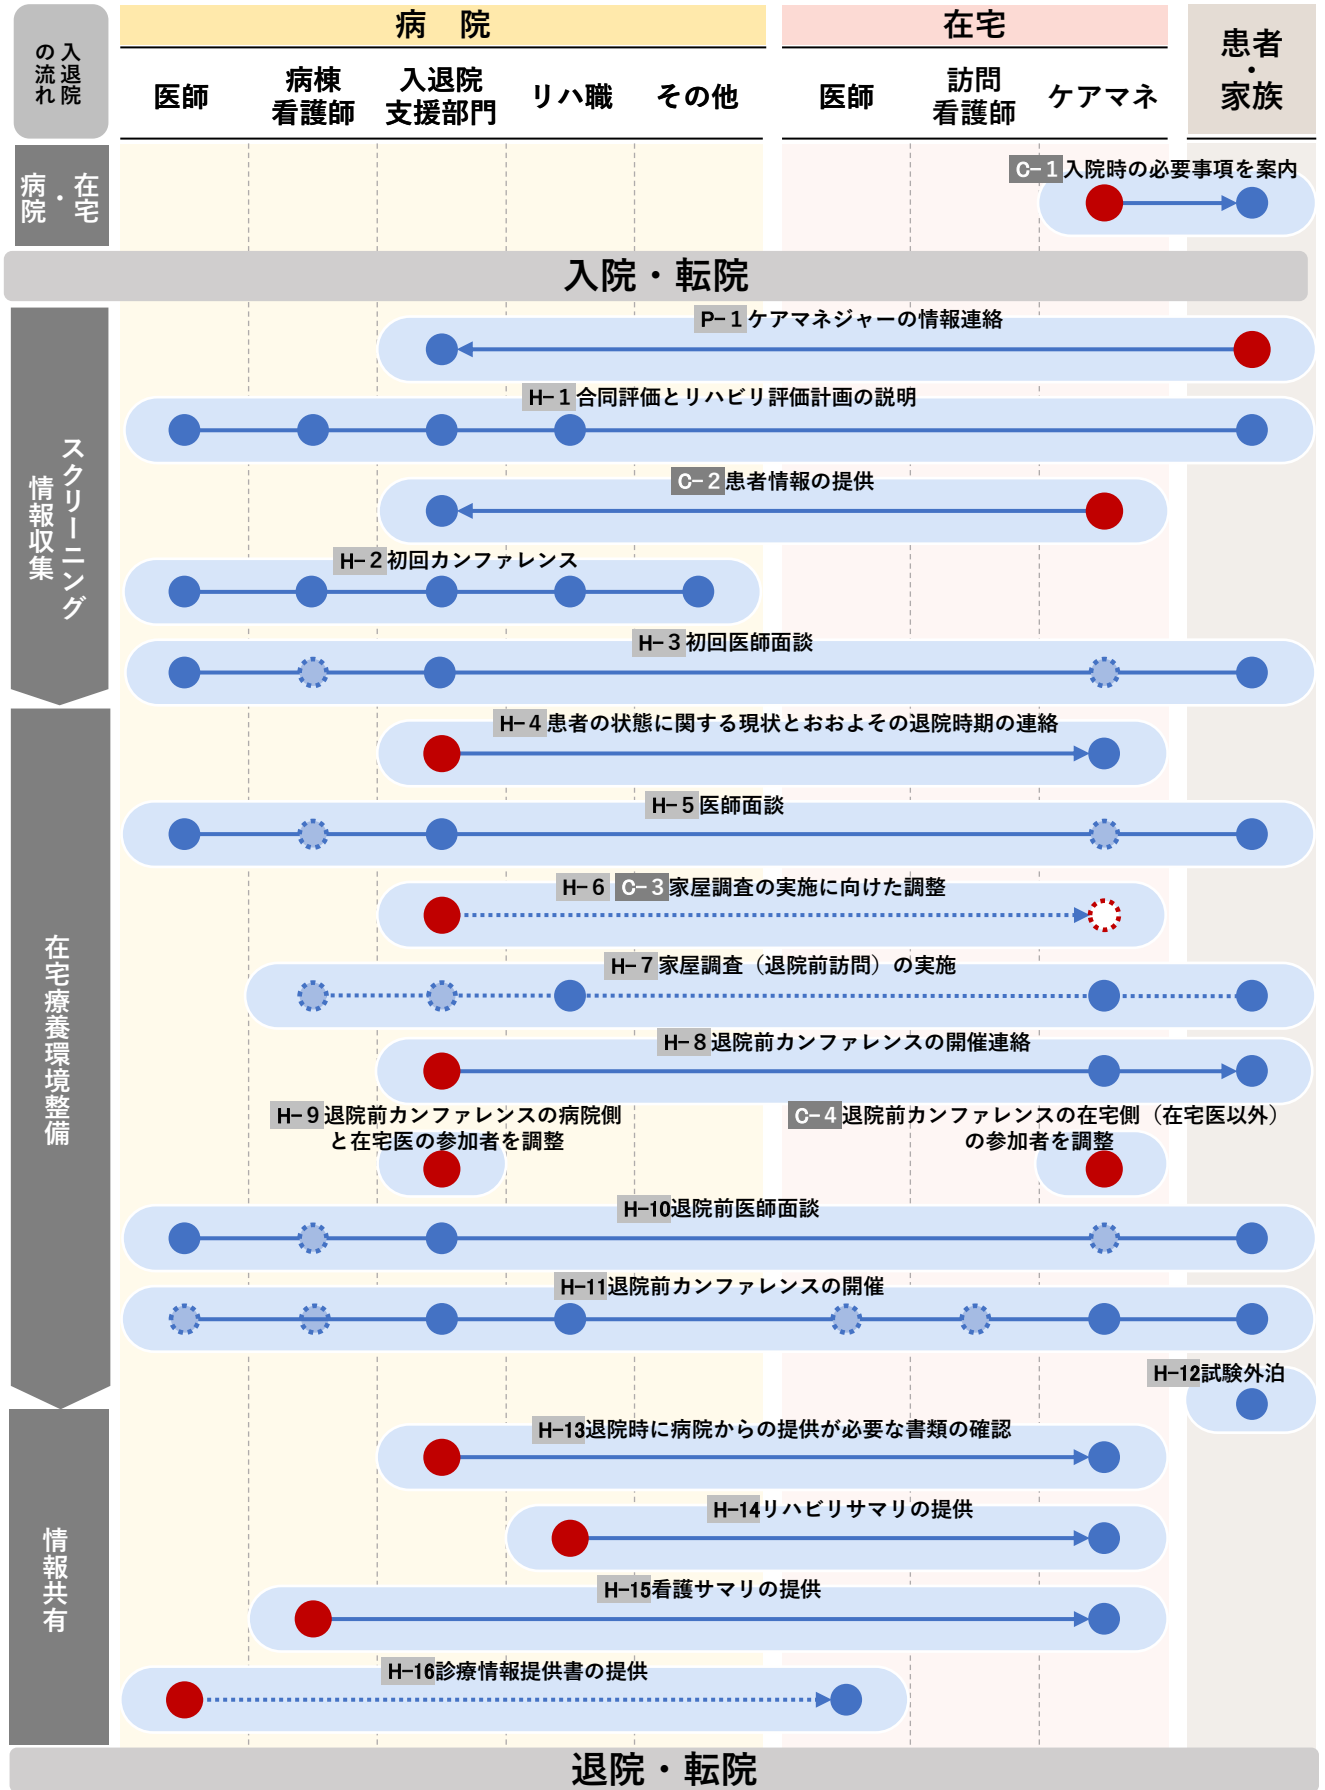 入退院
の流れ
病　院
在宅
患者
・
家族
医師
病棟
看護師
入退院
支援部門
リハ職
その他
医師
訪問
看護師
ケアマネ
在宅
・
病院
C-1入院時の必要事項を案内
入院・転院
スクリーニング
情報収集
P-1ケアマネジャーの情報連絡
H-1合同評価とリハビリ評価計画の説明
C-2患者情報の提供
H-2初回カンファレンス
H-3初回医師面談
在宅療養環境整備
H-4患者の状態に関する現状とおおよその退院時期の連絡
H-5医師面談
H-6 C-3家屋調査の実施に向けた調整
H-7家屋調査（退院前訪問）の実施
H-8退院前カンファレンスの開催連絡
H-9退院前カンファレンスの病院側
と在宅医の参加者を調整
C-4退院前カンファレンスの在宅側（在宅医以外）
の参加者を調整
H-10退院前医師面談
H-11退院前カンファレンスの開催
H-12試験外泊
情報共有
H-13退院時に病院からの提供が必要な書類の確認
H-14リハビリサマリの提供
H-15看護サマリの提供
H-16診療情報提供書の提供
退院・転院